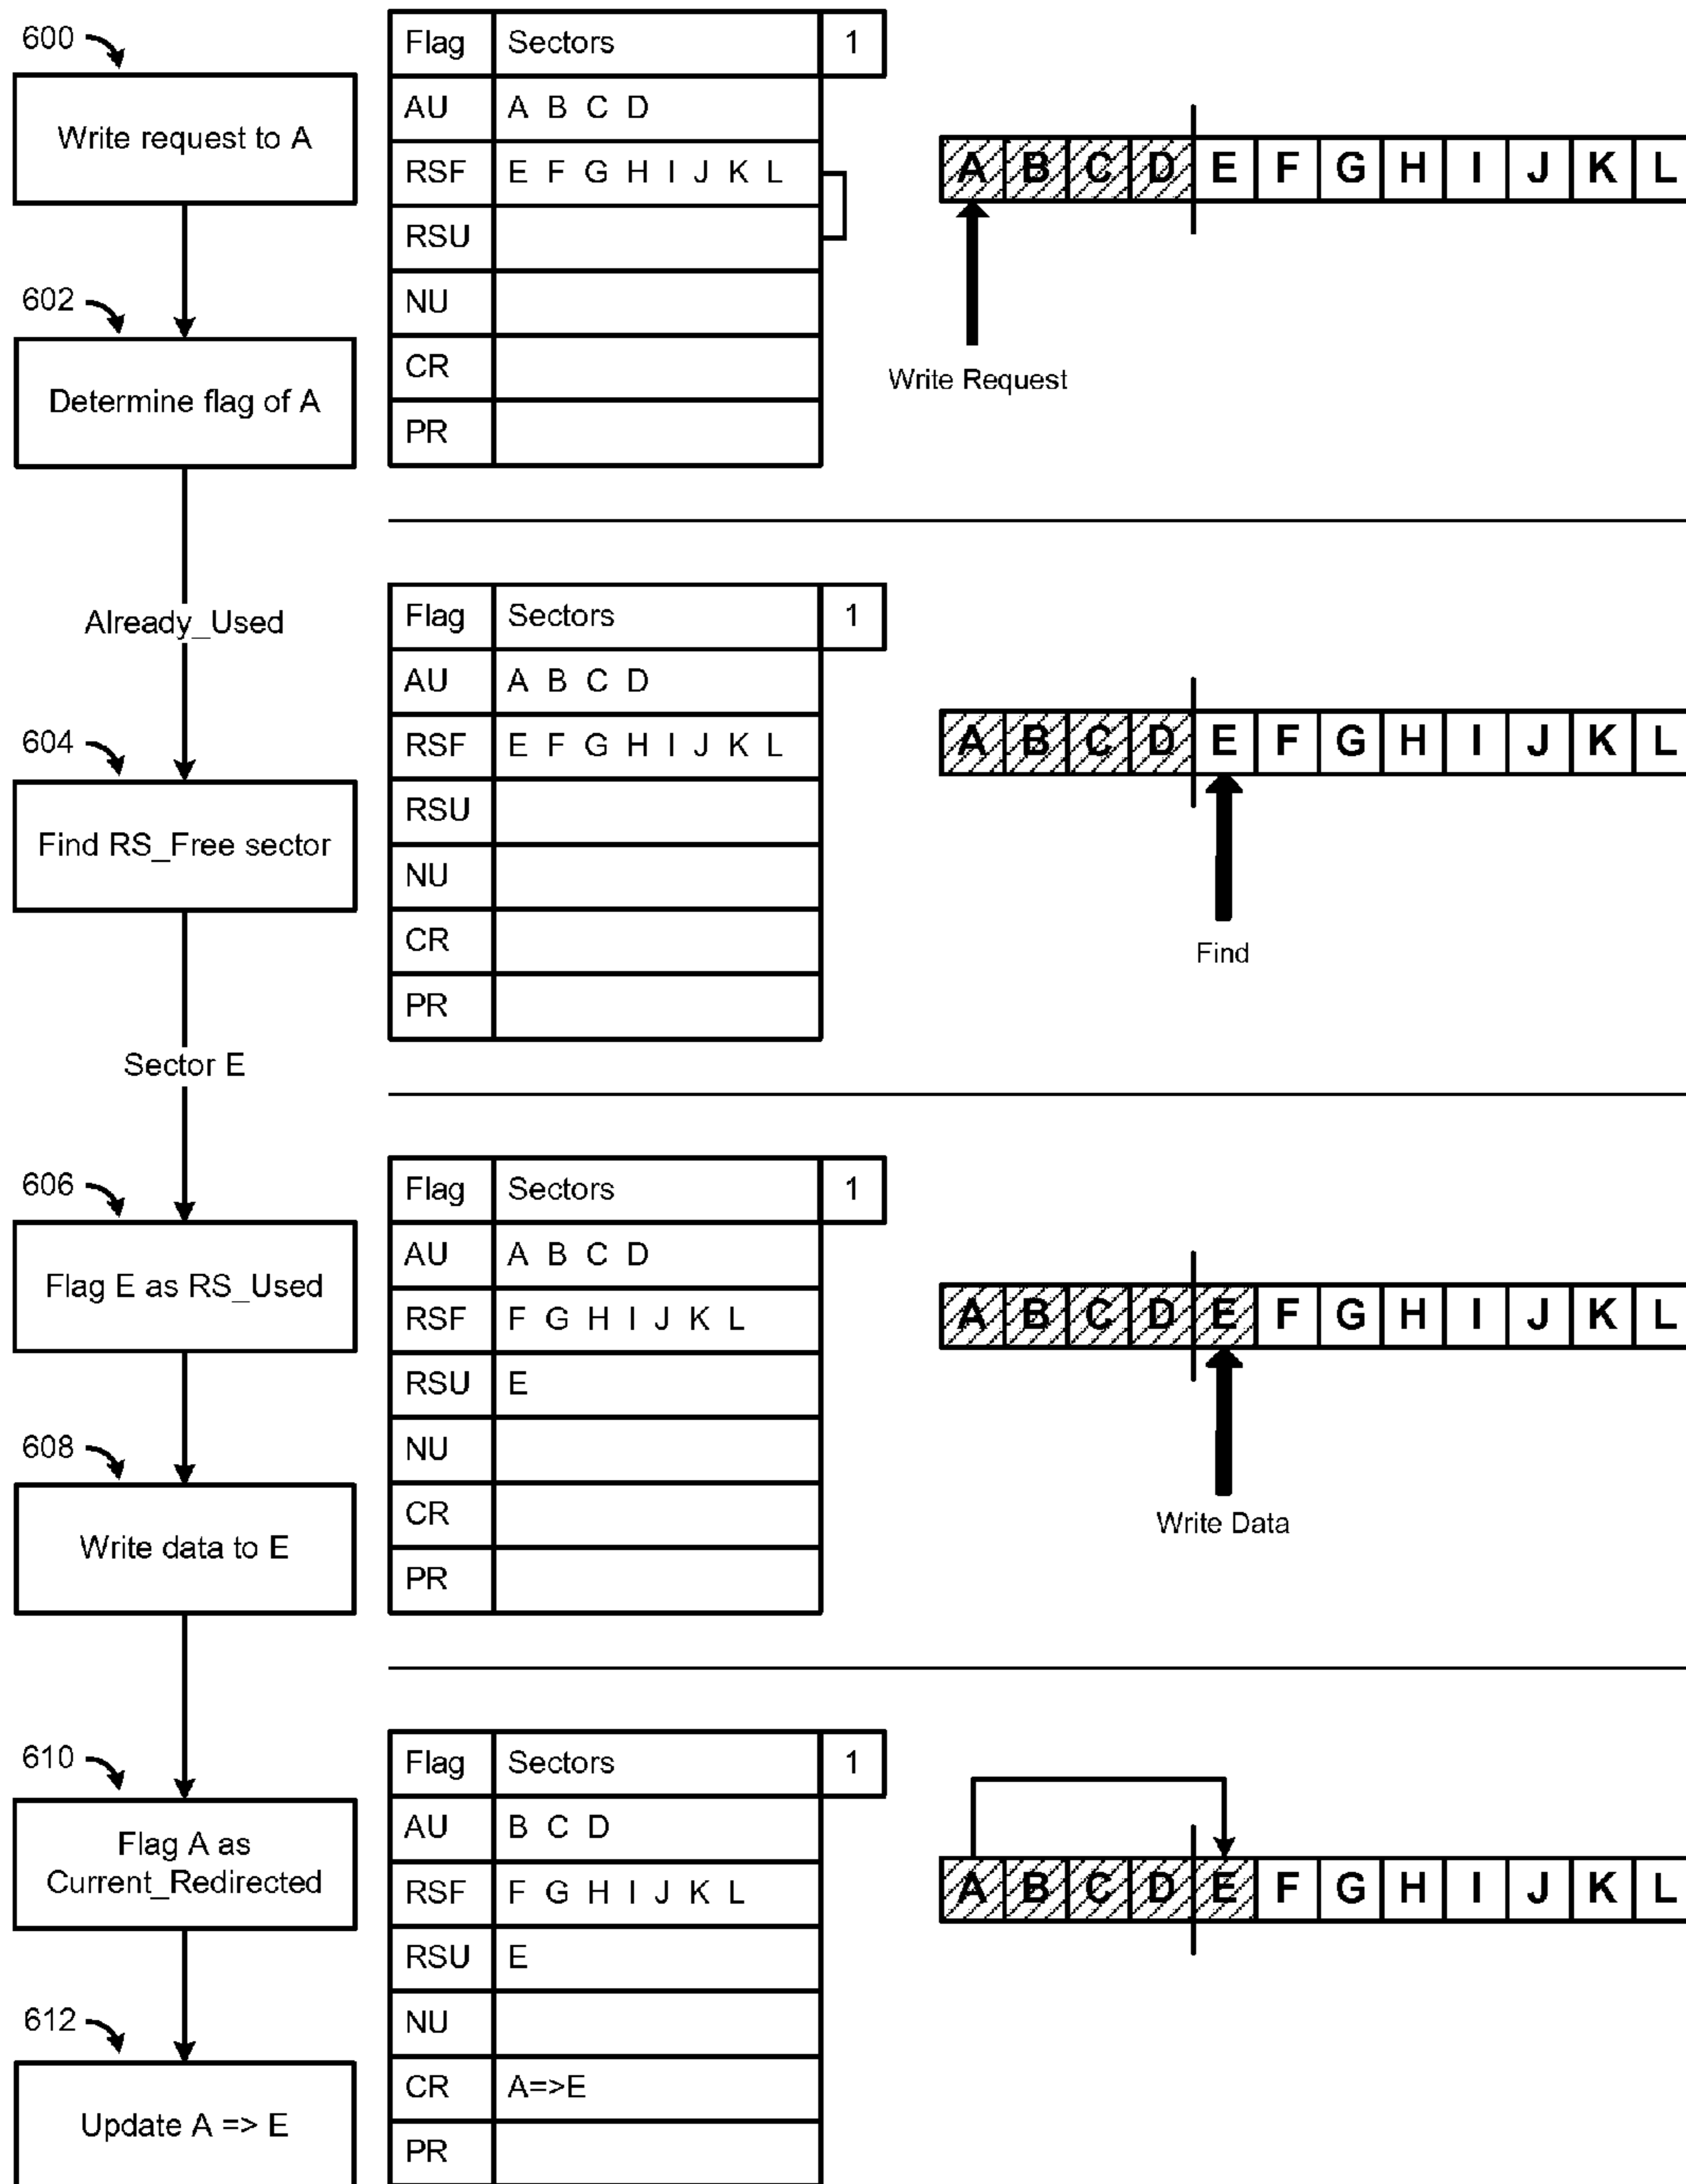 600
Write request to A
602
Determine flag of A
Already_Used
604
Find RS_Free sector
Sector E
606
Flag E as RS_Used
608
Write data to E
610
Flag A as
Current_Redirected
612
Update A => E
Flag Sectors 1
AU A B C D
RSF E F G H I J K L
RSU
NU
CR
PR
A B C D E F G H I J K L
Write Request
Flag Sectors 1
AU A B C D
RSF E F G H I J K L
RSU
NU
CR
PR
A B C D E F G H I J K L
Find
Flag Sectors 1
AU A B C D
RSF F G H I J K L
RSU E
NU
CR
PR
A B C D E F G H I J K L
Write Data
Flag Sectors 1
AU B C D
RSF F G H I J K L
RSU E
NU
CR A=>E
PR
A B C D E F G H I J K L